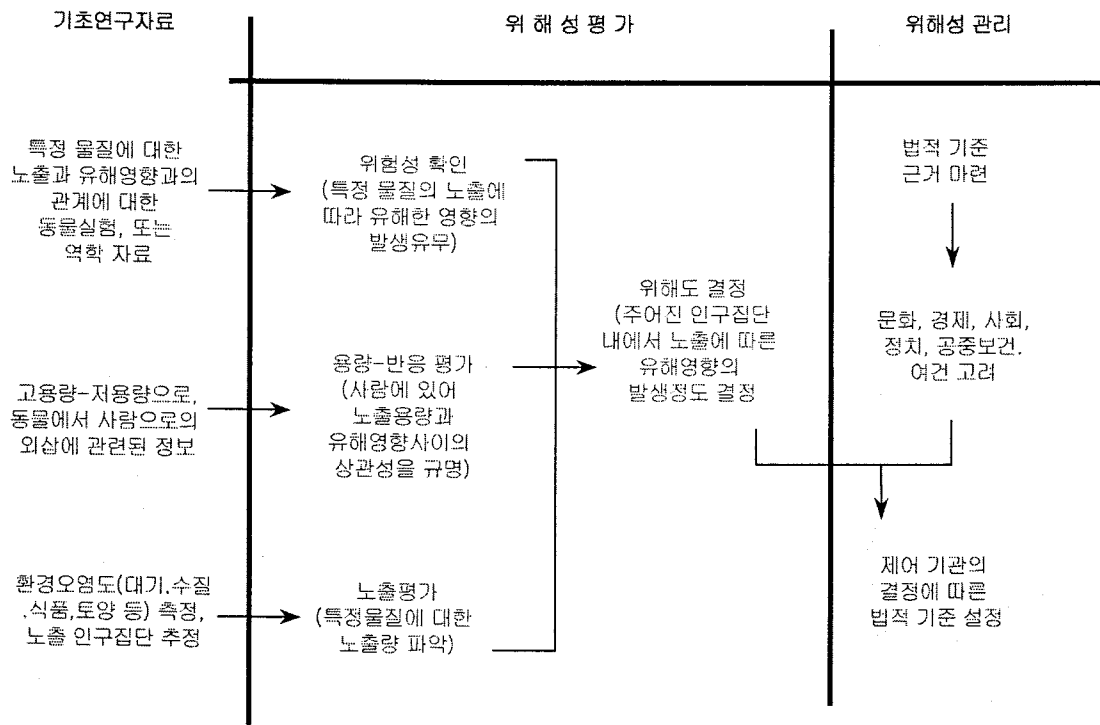 기초연구자료
위 해 성 평 가
위해성 관리
특정 물질에 대한
노출과 유해영향과의
관계에 대한
동물실험, 또는
역학 자료
위험성 확인
(특정 물질의 노출에
따라 유해한 영향의
발생유무)
법적 기준
근거 마련
위해도 결정
(주어진 인구집단
내에서 노출에 따른
유해영향의
발생정도 결정
문화, 경제, 사회,
정치, 공중보건.
여건 고려
고용량-저용량으로,
동물에서 사람으로의
외삽에 관련된 정보
용량-반응 평가
(사람에 있어
노출용량과
유해영향사이의
상관성을 규명)
환경오염도(대기.수질
.식품,토양 등) 측정,
노출 인구집단 추정
노출평가
(특정물질에 대한
노출량 파악)
제어 기관의
결정에 따른
법적 기준 설정